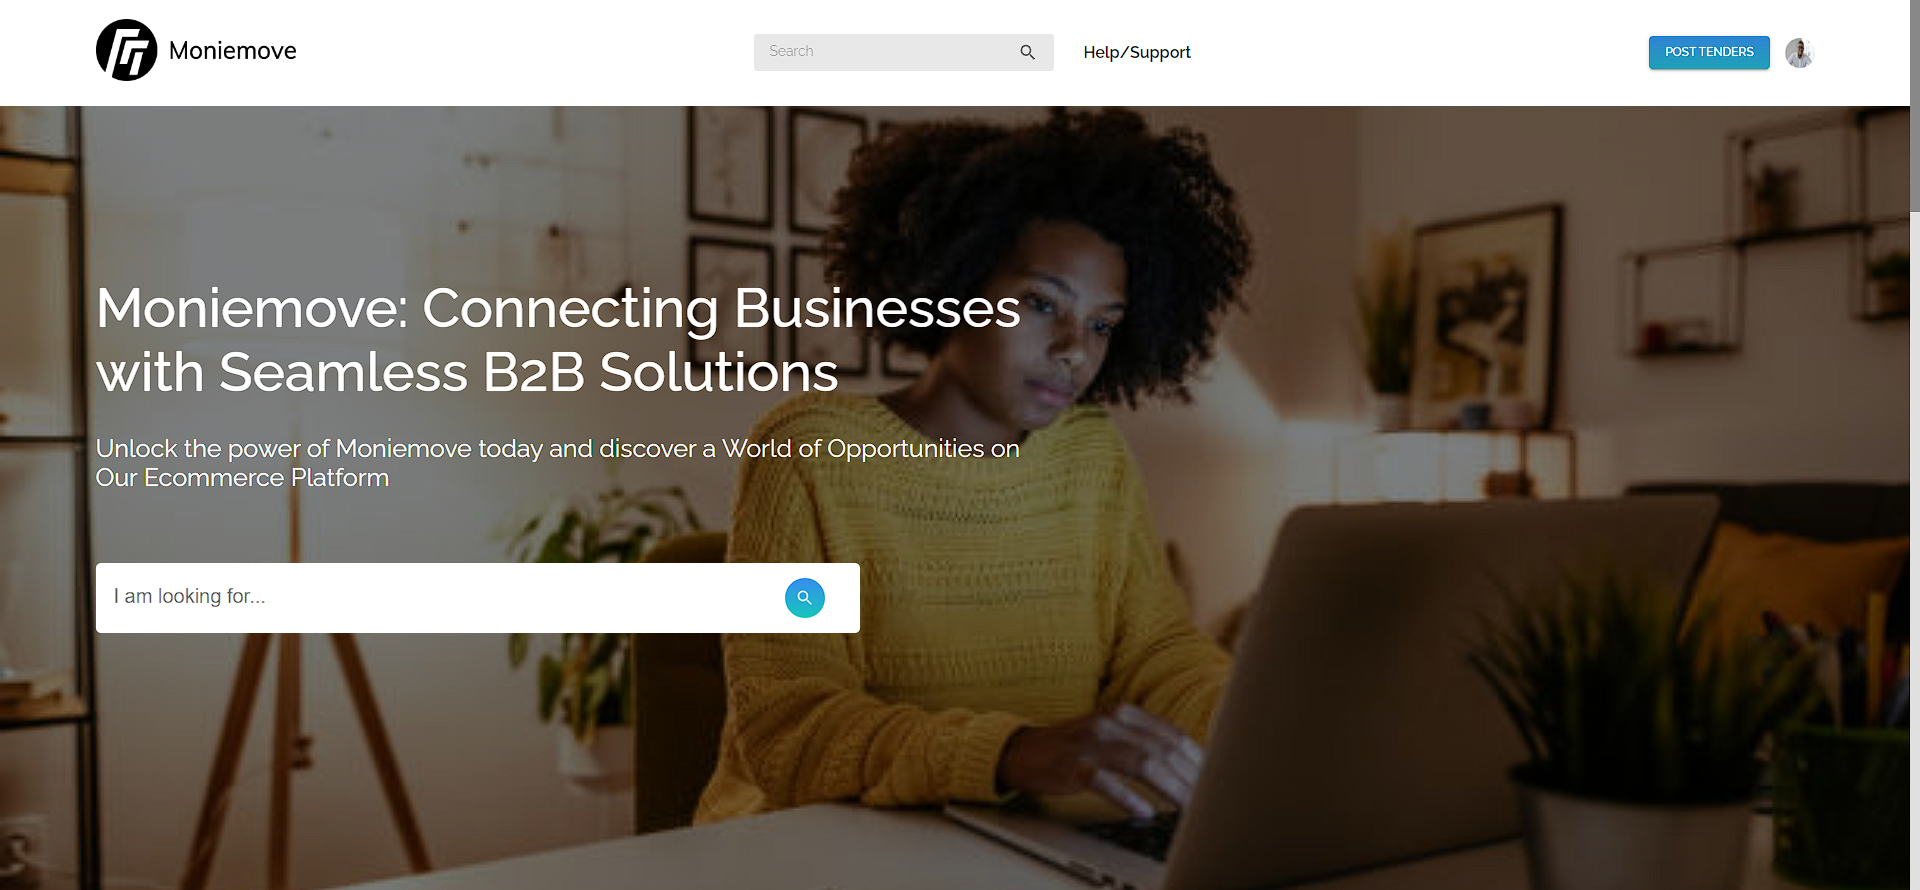 Moniemove
Search
Help/Support
POST TENDERS
Moniemove: Connecting Businesses
with Seamless B2B Solutions
Unlock the power of Moniemove today and discover a World of Opportunities on
Our Ecommerce Platform
I am looking for...